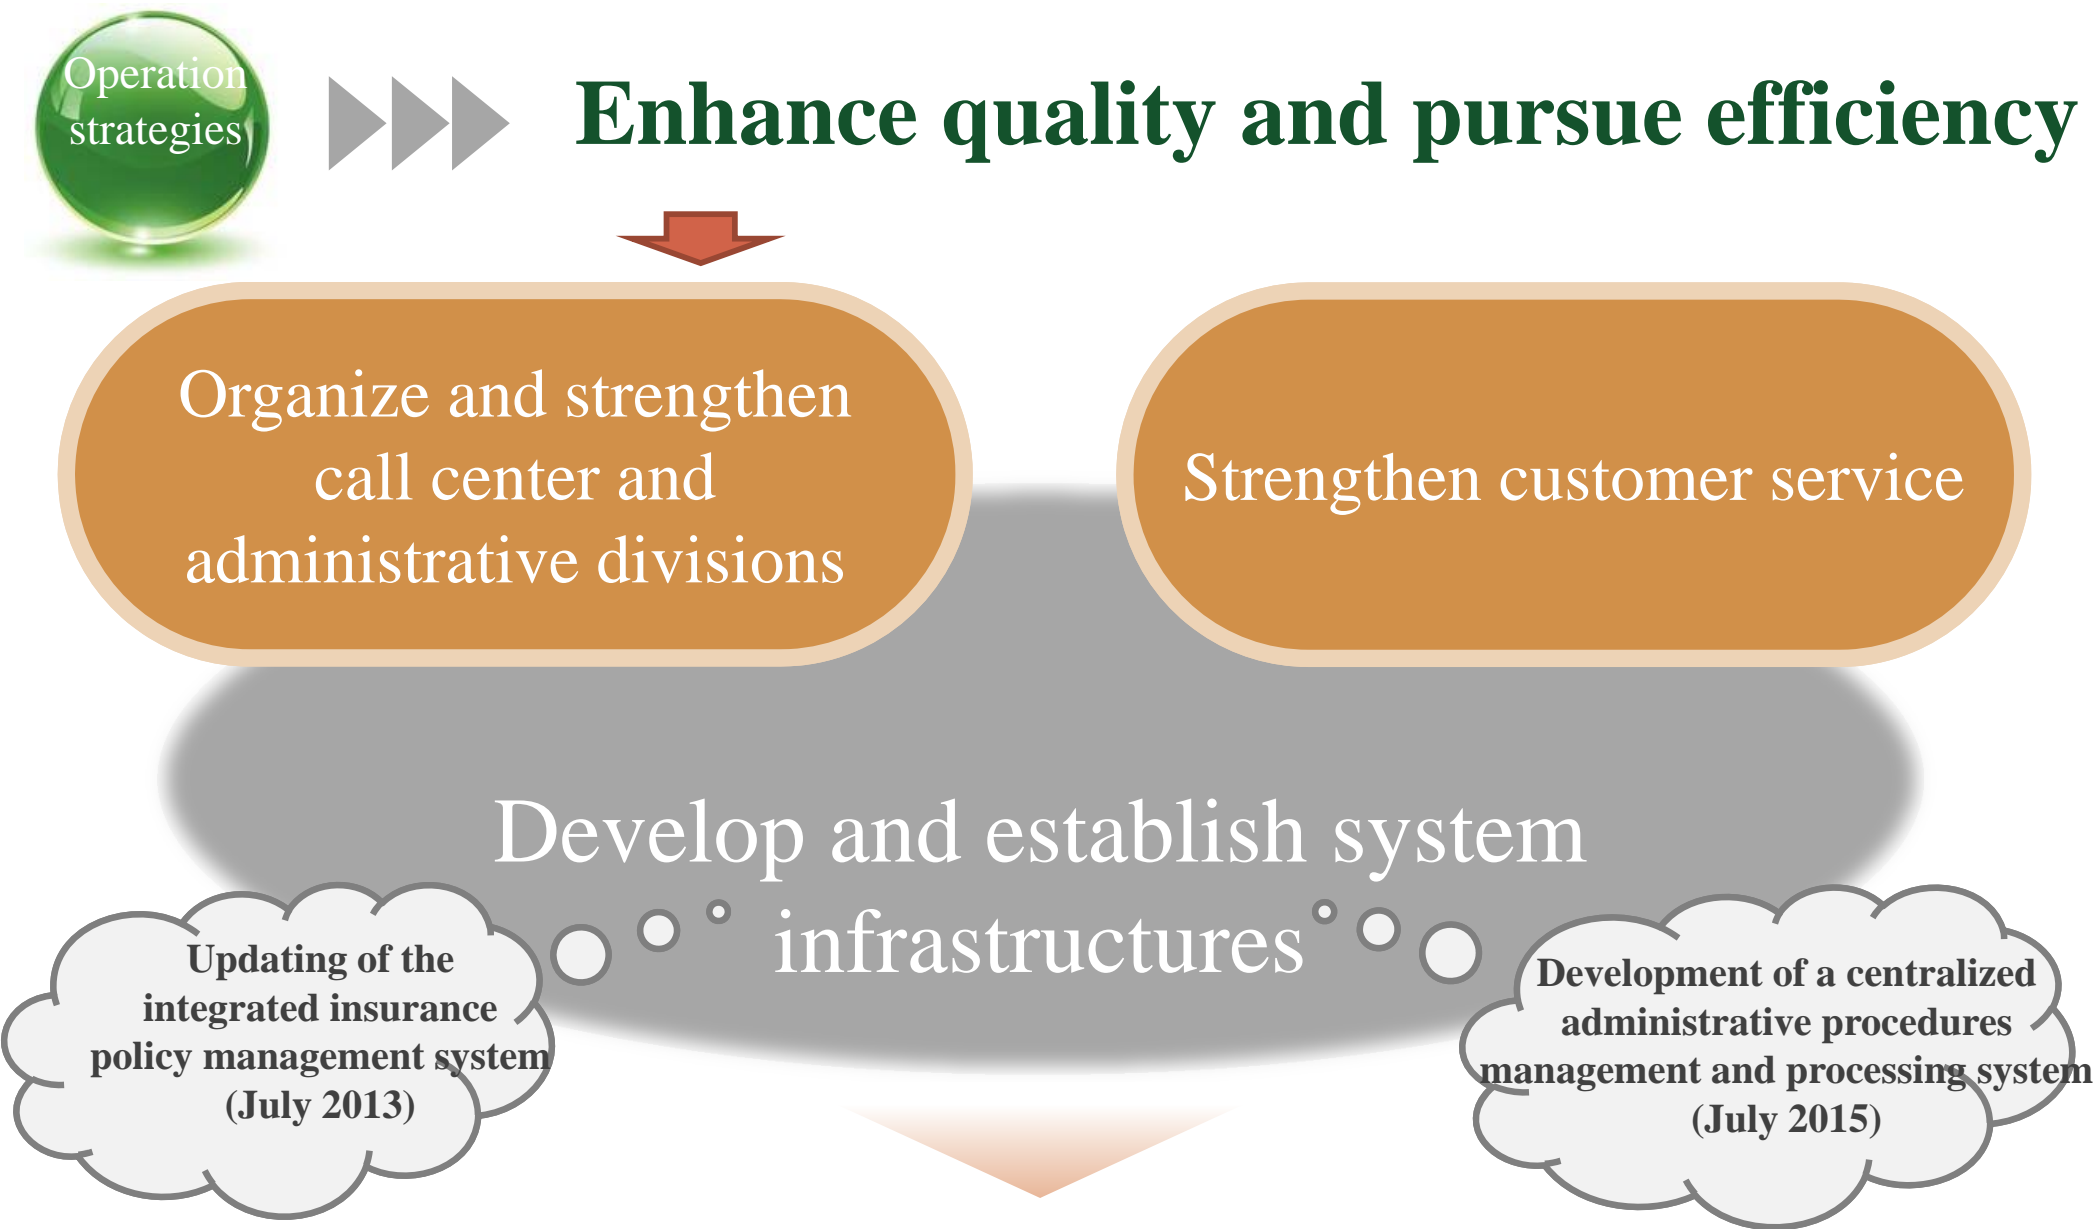 Operation
strategies
Enhance quality and pursue efficiency
Organize and strengthen
call center and
administrative divisions
Strengthen customer service
Develop and establish system
infrastructures
Updating of the
integrated insurance
policy management system
(July 2013)
Development of a centralized
administrative procedures
management and processing system
(July 2015)